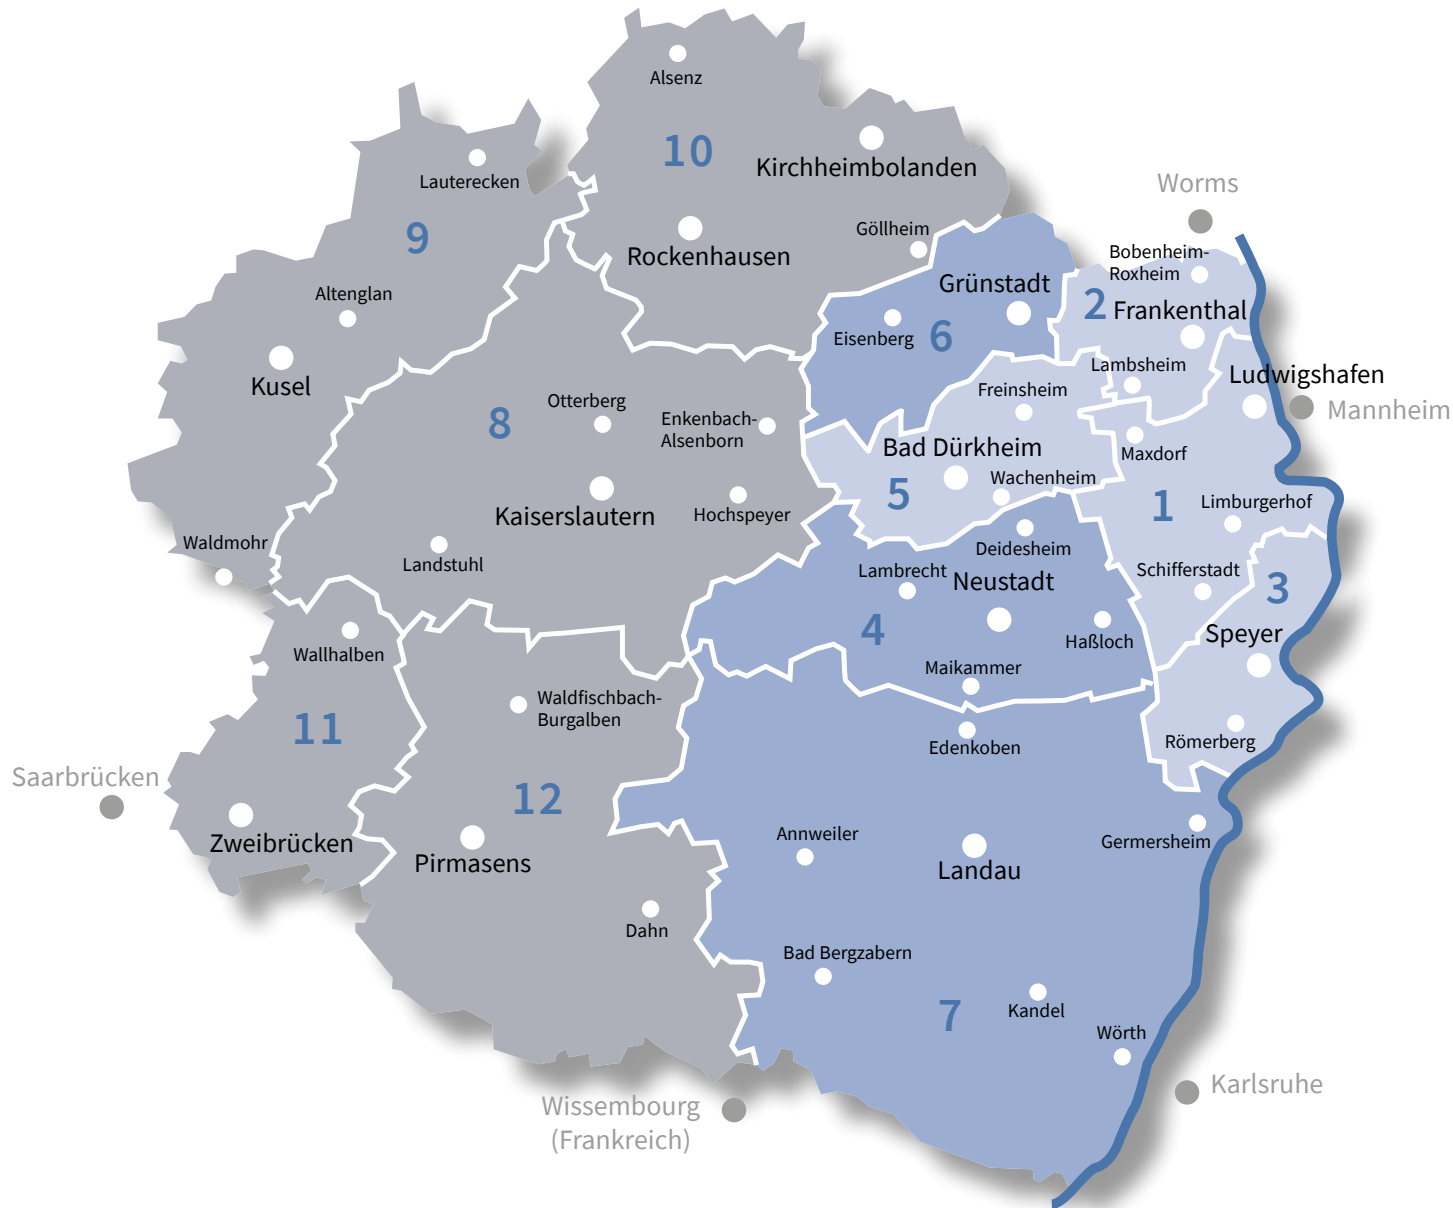 Alsenz
10
Kirchheimbolanden
Lauterecken
Worms
9
Göllheim
Rockenhausen
Bobenheim-
Roxheim
Grünstadt
Altenglan
2
Frankenthal
Eisenberg
6
Lambsheim
Kusel
Ludwigshafen
Freinsheim
Otterberg
Mannheim
8
Enkenbach-
Alsenborn
Bad Dürkheim
Maxdorf
Wachenheim
5
1
Limburgerhof
Kaiserslautern
Hochspeyer
Waldmohr
Deidesheim
Landstuhl
Lambrecht
Neustadt
Schifferstadt
3
4
Speyer
Haßloch
Wallhalben
Maikammer
Waldfischbach-
Burgalben
11
Römerberg
Edenkoben
Saarbrücken
12
Annweiler
Germersheim
Zweibrücken
Pirmasens
Landau
Dahn
Bad Bergzabern
7
Kandel
Wörth
Karlsruhe
Wissembourg
(Frankreich)